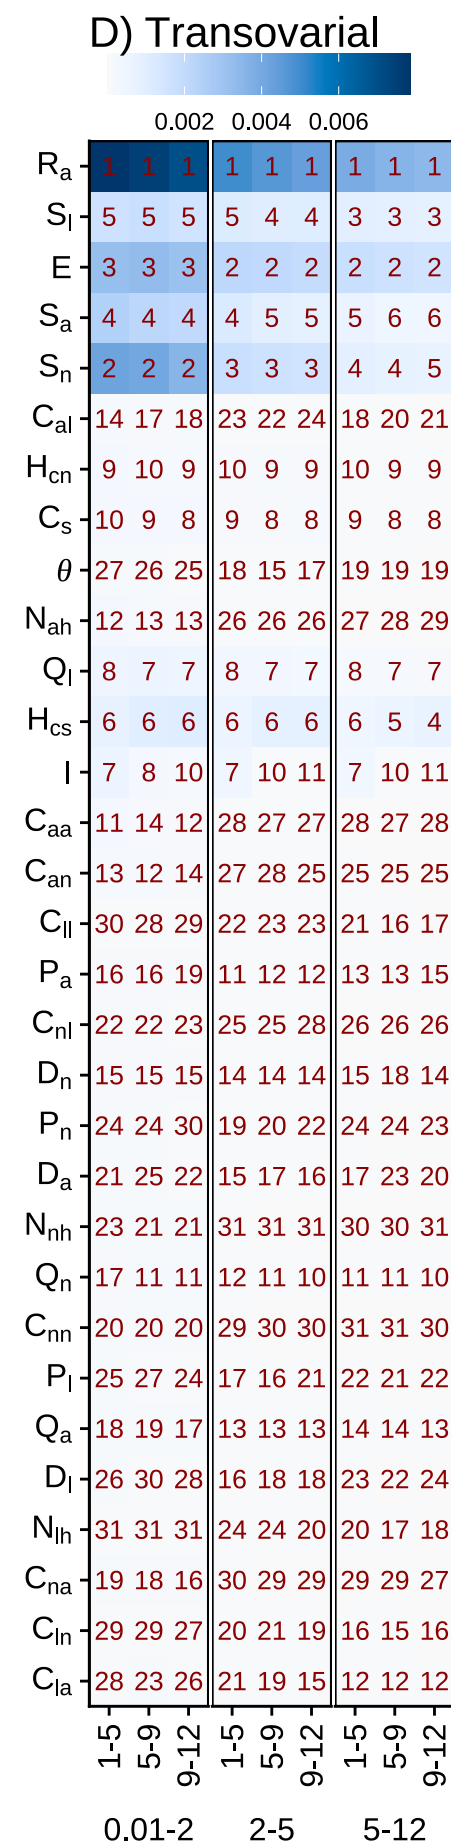 D) Transovarial
0.002 0.004 0.006
Rₐ 1 1 1 1 1 1 1 1 1
Sₗ 5 5 5 5 4 4 3 3 3
E 3 3 3 2 2 2 2 2 2
Sₐ 4 4 4 4 5 5 5 6 6
Sₙ 2 2 2 3 3 3 4 4 5
Cₐₗ 14 17 18 23 22 24 18 20 21
H_cn 9 10 9 10 9 9 10 9 9
Cₛ 10 9 8 9 8 8 9 8 8
θ 27 26 25 18 15 17 19 19 19
Nₐₕ 12 13 13 26 26 26 27 28 29
Qₗ 8 7 7 8 7 7 8 7 7
H_cs 6 6 6 6 6 6 6 5 4
I 7 8 10 7 10 11 7 10 11
Cₐₐ 11 14 12 28 27 27 28 27 28
Cₐₙ 13 12 14 27 28 25 25 25 25
Cₗₗ 30 28 29 22 23 23 21 16 17
Pₐ 16 16 19 11 12 12 13 13 15
Cₙₗ 22 22 23 25 25 28 26 26 26
Dₙ 15 15 15 14 14 14 15 18 14
Pₙ 24 24 30 19 20 22 24 24 23
Dₐ 21 25 22 15 17 16 17 23 20
Nₙₕ 23 21 21 31 31 31 30 30 31
Qₙ 17 11 11 12 11 10 11 11 10
Cₙₙ 20 20 20 29 30 30 31 31 30
Pₗ 25 27 24 17 16 21 22 21 22
Qₐ 18 19 17 13 13 13 14 14 13
Dₗ 26 30 28 16 18 18 23 22 24
Nₗₕ 31 31 31 24 24 20 20 17 18
Cₙₐ 19 18 16 30 29 29 29 29 27
Cₗₙ 29 29 27 20 21 19 16 15 16
Cₗₐ 28 23 26 21 19 15 12 12 12
1-5 5-9 9-12 1-5 5-9 9-12 1-5 5-9 9-12
0.01-2 2-5 5-12